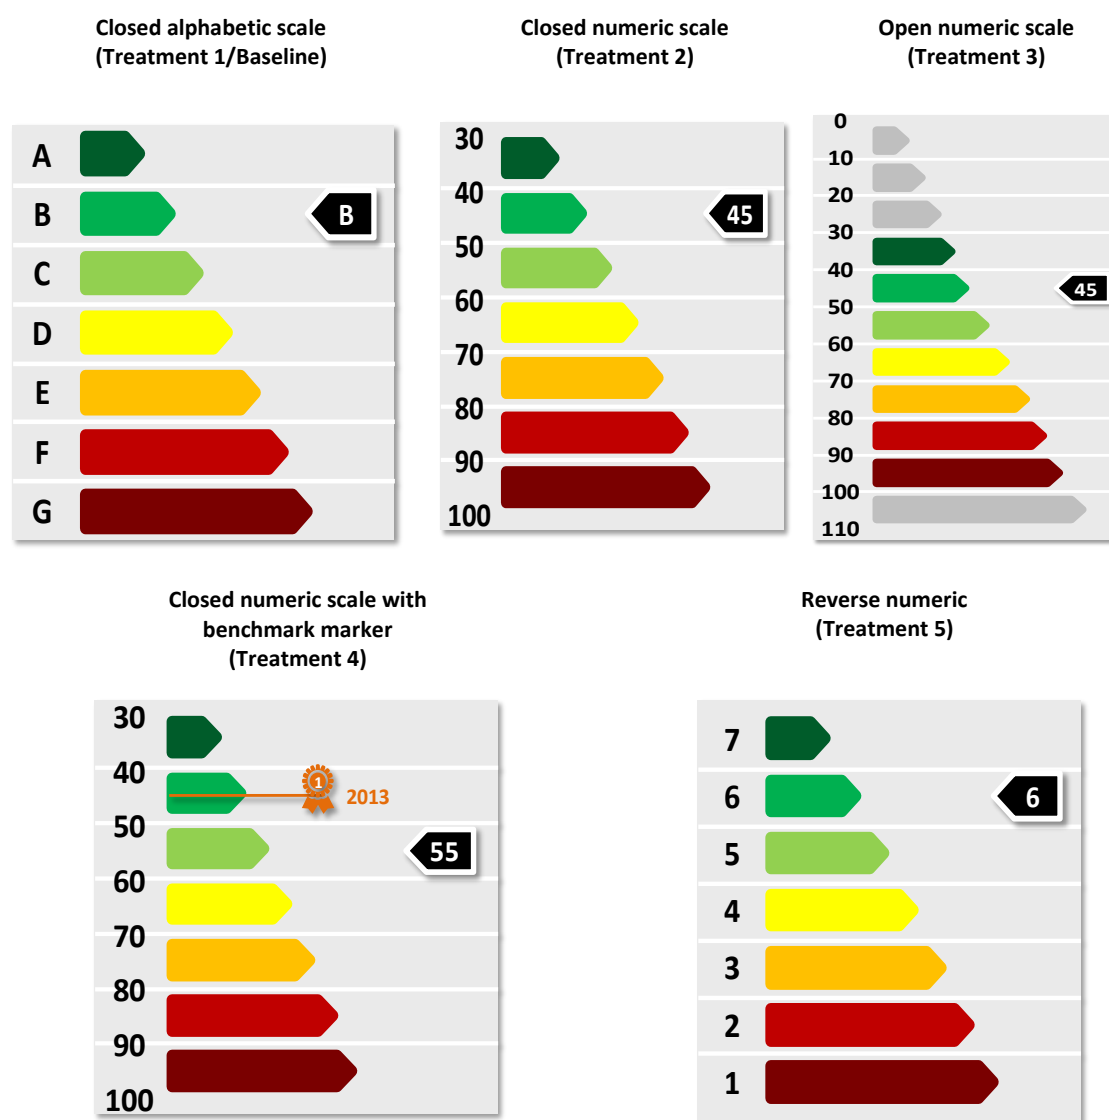 Closed alphabetic scale
(Treatment 1/Baseline)
A
B
B
C
D
E
F
G
Closed numeric scale
(Treatment 2)
30
40
45
50
60
70
80
90
100
Open numeric scale
(Treatment 3)
0
10
20
30
40
45
50
60
70
80
90
100
110
Closed numeric scale with
benchmark marker
(Treatment 4)
30
40
1
2013
50
55
60
70
80
90
100
Reverse numeric
(Treatment 5)
7
6
6
5
4
3
2
1